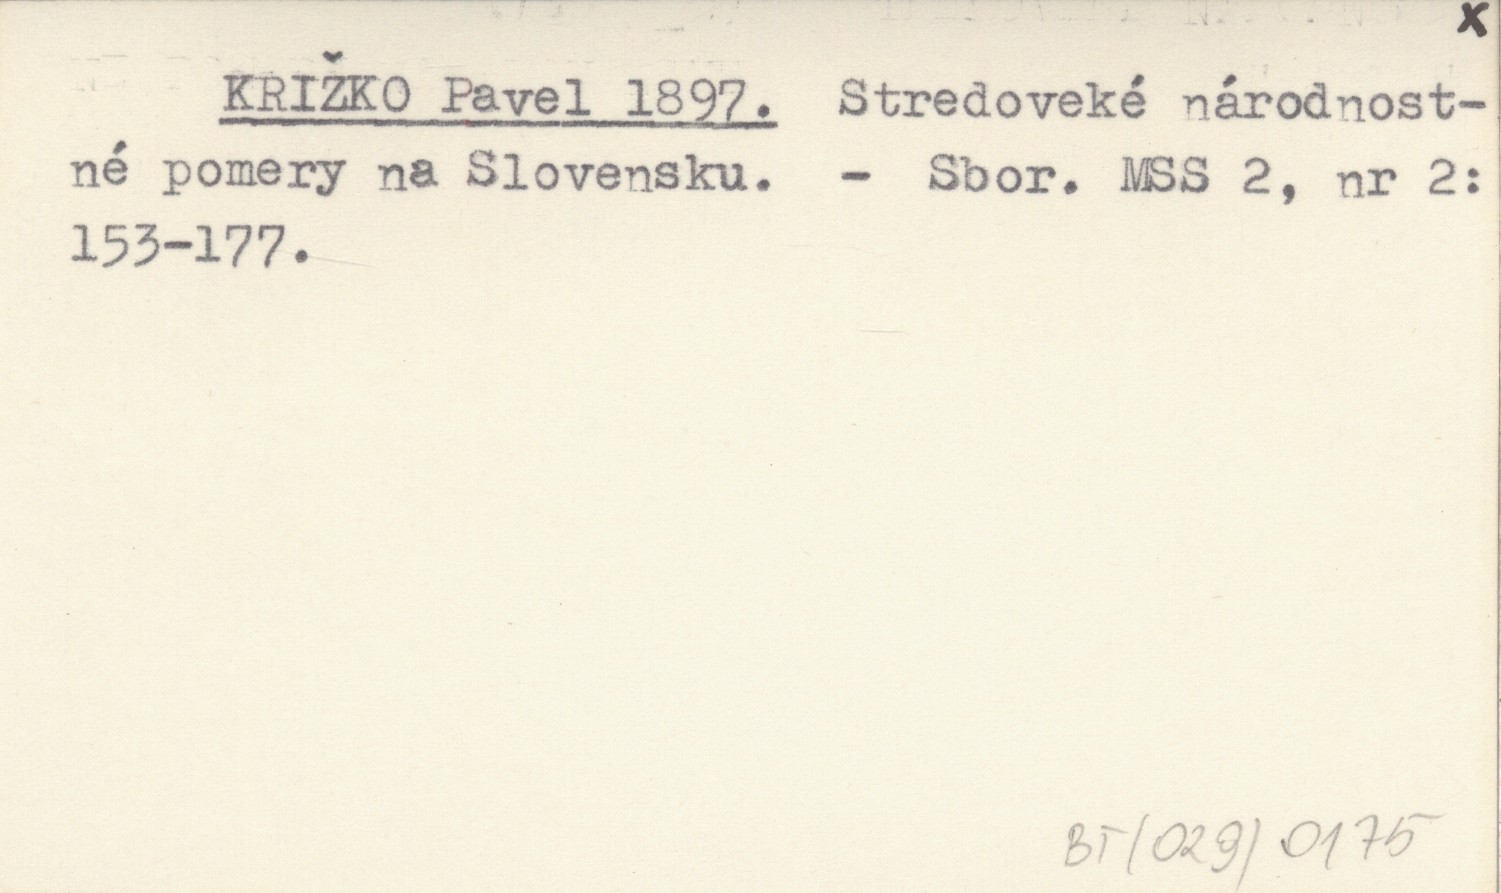 x
KRIŽKO Pavel 1897. Stredoveké národnost-
né pomery na Slovensku. - Sbor. MSS 2, nr 2:
153-177.
BT(029) 0175